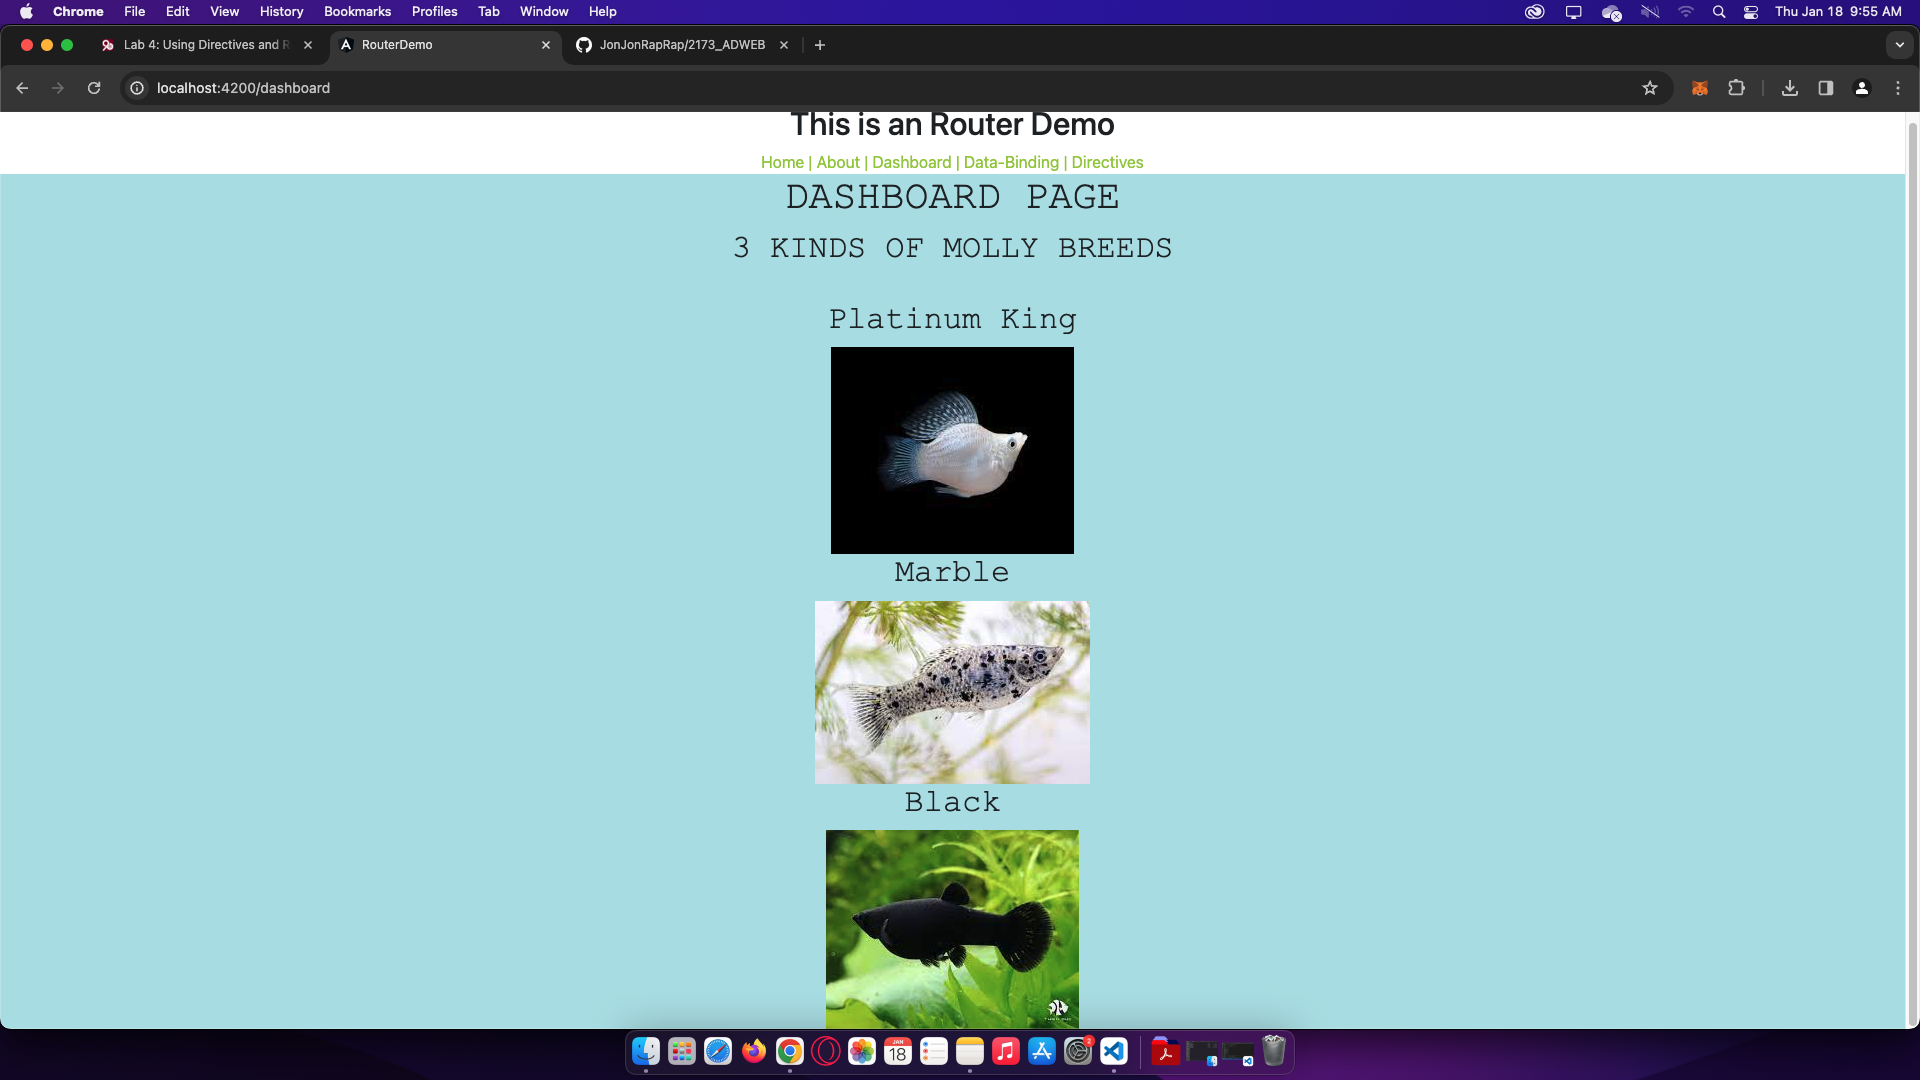 Chrome File Edit View History Bookmarks Profiles Tab Window Help Thu Jan 18 9:55 AM
Lab 4: Using Directives and R RouterDemo JonJonRapRap/2173_ADWEB
localhost:4200/dashboard
This is an Router Demo
Home | About | Dashboard | Data-Binding | Directives
DASHBOARD PAGE
3 KINDS OF MOLLY BREEDS
Platinum King
Marble
Black
JAN
18
2